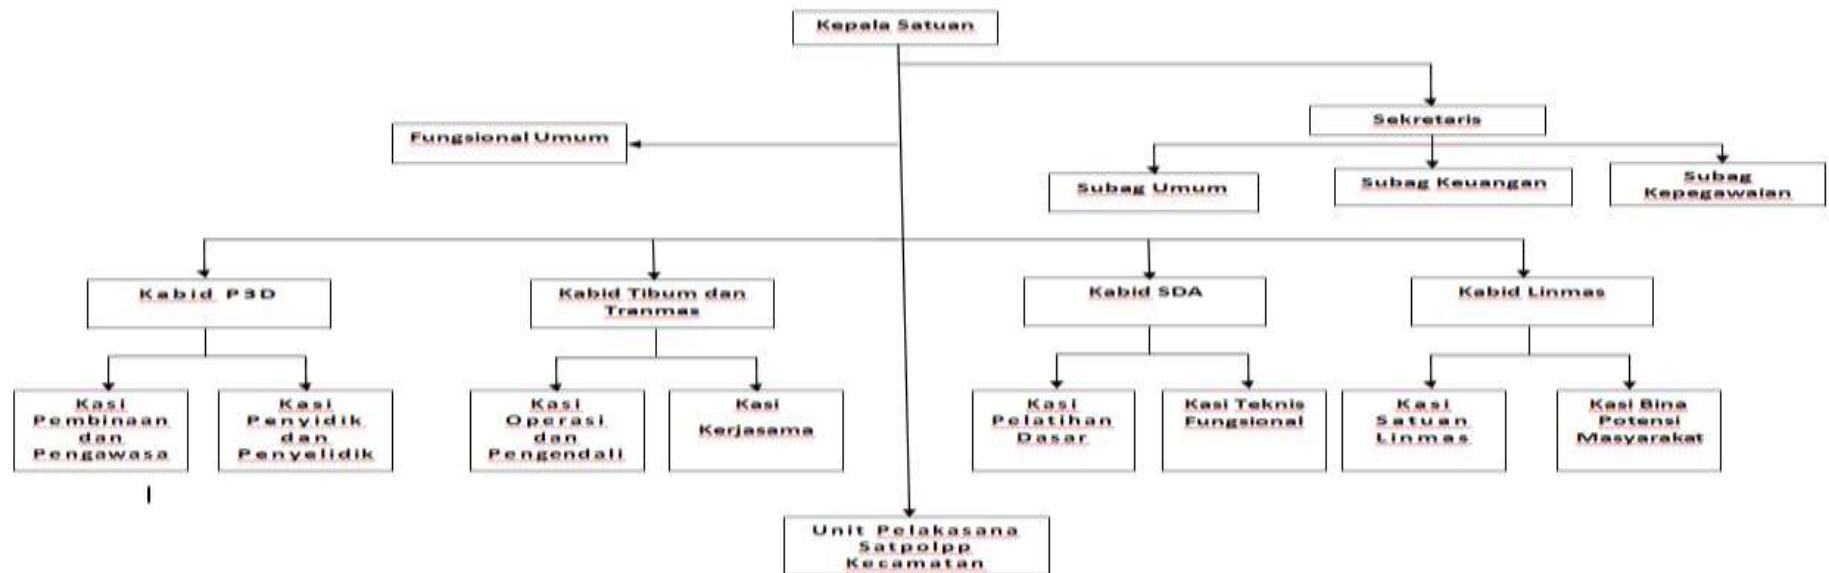 Kepala Satuan
Sekretaris
Fungsional Umum
Subag Umum
Subag Keuangan
Subag
Kepegawaian
Kabid P3D
Kabid Tibum dan
Tranmas
Kabid SDA
Kabid Linmas
Kasi
Pembinaan
dan
Pengawasa
Kasi
Penyidik
dan
Penyelidik
Kasi
Operasi
dan
Pengendali
Kasi
Kerjasama
Kasi
Pelatihan
Dasar
Kasi Teknis
Fungsional
Kasi
Satuan
Linmas
Kasi Bina
Potensi
Masyarakat
Unit Pelakasana
Satpolpp
Kecamatan